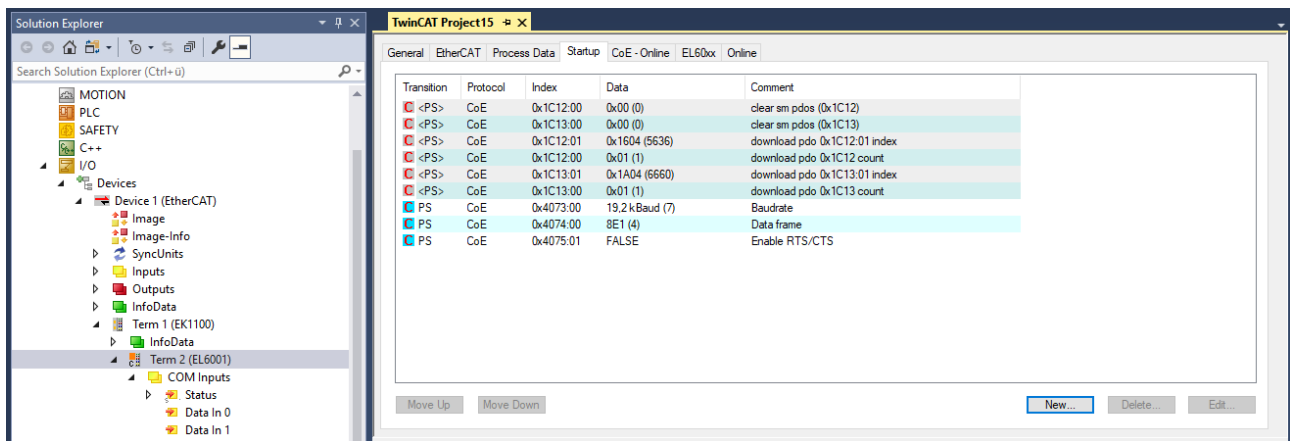 Solution Explorer
Search Solution Explorer (Ctrl+ü)
MOTION
PLC
SAFETY
C++
I/O
Devices
Device 1 (EtherCAT)
Image
Image-Info
SyncUnits
Inputs
Outputs
InfoData
Term 1 (EK1100)
InfoData
Term 2 (EL6001)
COM Inputs
Status
Data In 0
Data In 1
TwinCAT Project15
General EtherCAT Process Data Startup CoE - Online EL60xx Online
Transition Protocol Index Data Comment
C <PS> CoE 0x1C12:00 0x00 (0) clear sm pdos (0x1C12)
C <PS> CoE 0x1C13:00 0x00 (0) clear sm pdos (0x1C13)
C <PS> CoE 0x1C12:01 0x1604 (5636) download pdo 0x1C12:01 index
C <PS> CoE 0x1C12:00 0x01 (1) download pdo 0x1C12 count
C <PS> CoE 0x1C13:01 0x1A04 (6660) download pdo 0x1C13:01 index
C <PS> CoE 0x1C13:00 0x01 (1) download pdo 0x1C13 count
C PS CoE 0x4073:00 19,2 kBaud (7) Baudrate
C PS CoE 0x4074:00 8E1 (4) Data frame
C PS CoE 0x4075:01 FALSE Enable RTS/CTS
Move Up Move Down New... Delete... Edit...